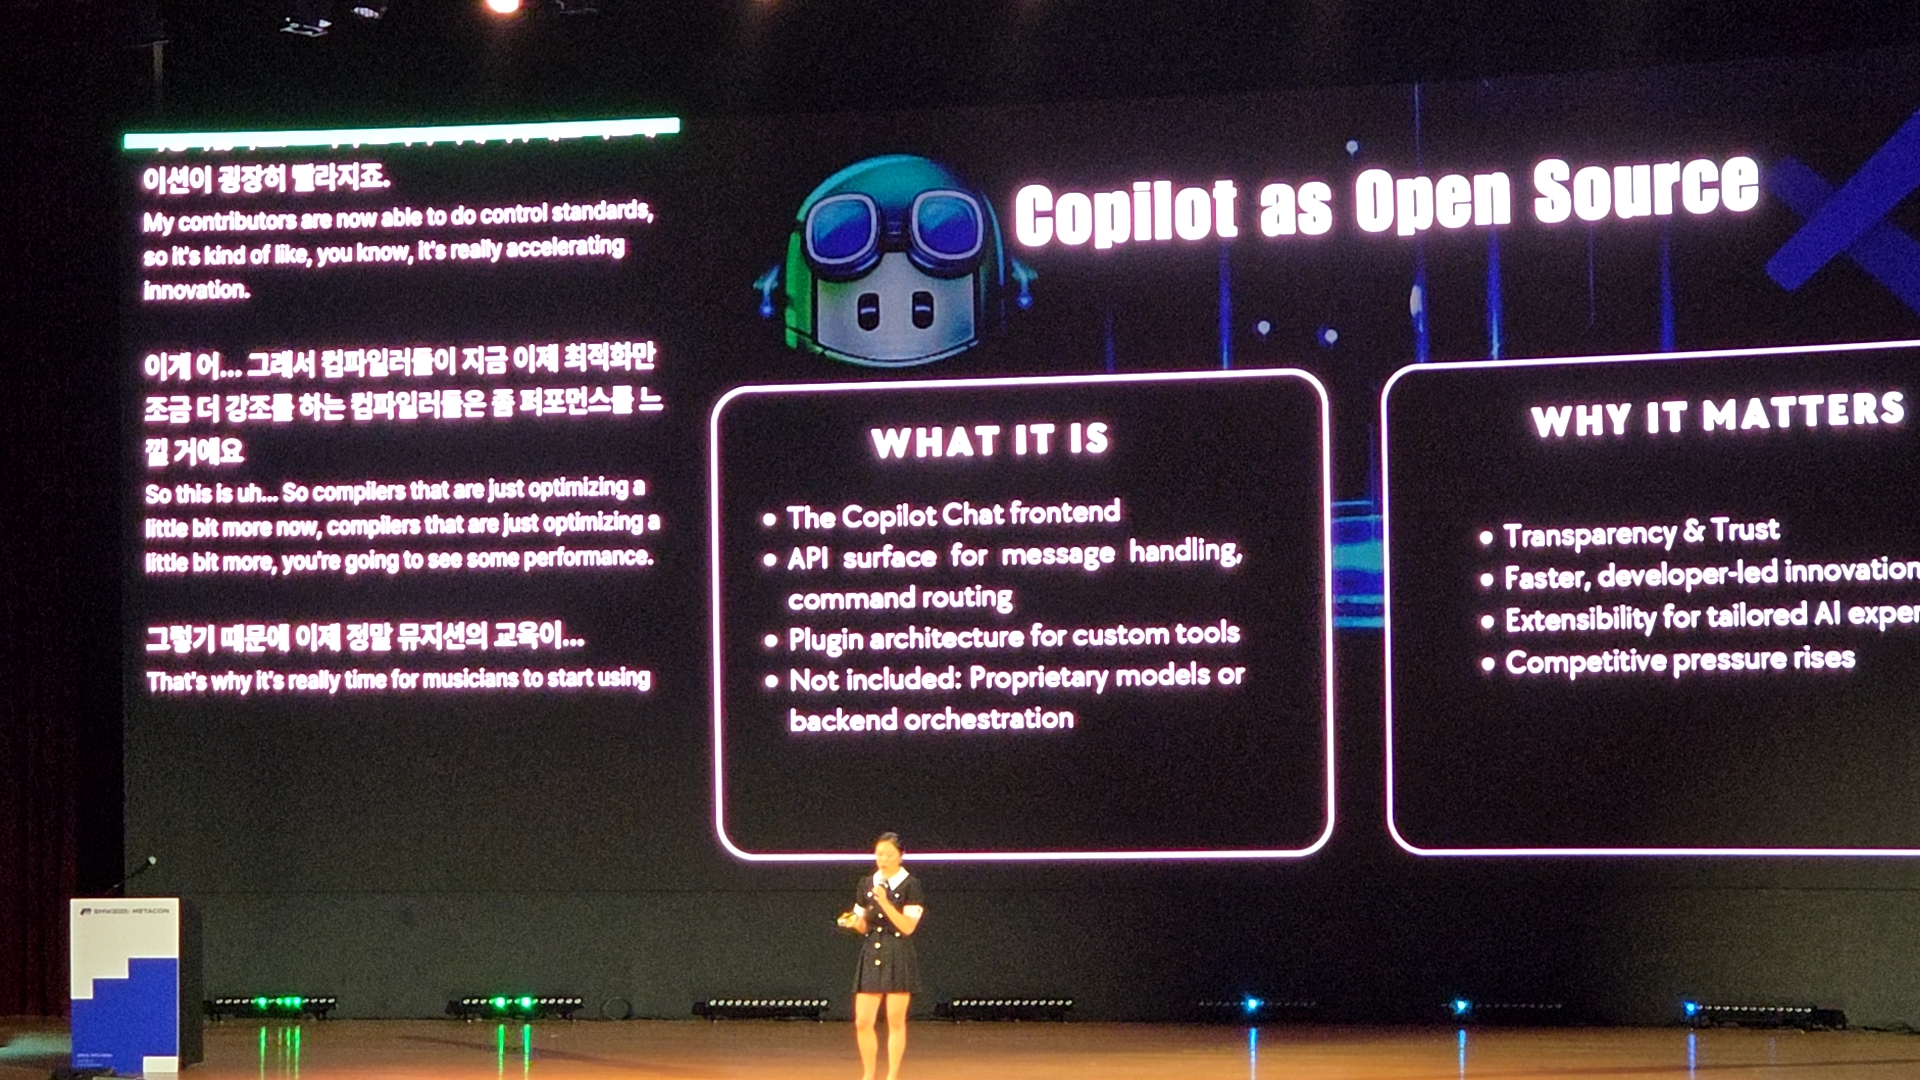 이션이 굉장히 빨라지죠.
My contributors are now able to do control standards,
so it's kind of like, you know, it's really accelerating
innovation.
이게 어... 그래서 컴파일러들이 지금 이제 최적화만
조금 더 강조를 하는 컴파일러들은 좀 퍼포먼스를 느
낄 거예요
So this is uh... So compilers that are just optimizing a
little bit more now, compilers that are just optimizing a
little bit more, you're going to see some performance.
그렇기 때문에 이제 정말 뮤지션의 교육이...
That's why it's really time for musicians to start using
Copilot as Open Source
WHAT IT IS
• The Copilot Chat frontend
• API surface for message handling,
command routing
• Plugin architecture for custom tools
• Not included: Proprietary models or
backend orchestration
WHY IT MATTERS
• Transparency & Trust
• Faster, developer-led innovation
• Extensibility for tailored AI exper
• Competitive pressure rises
METACON